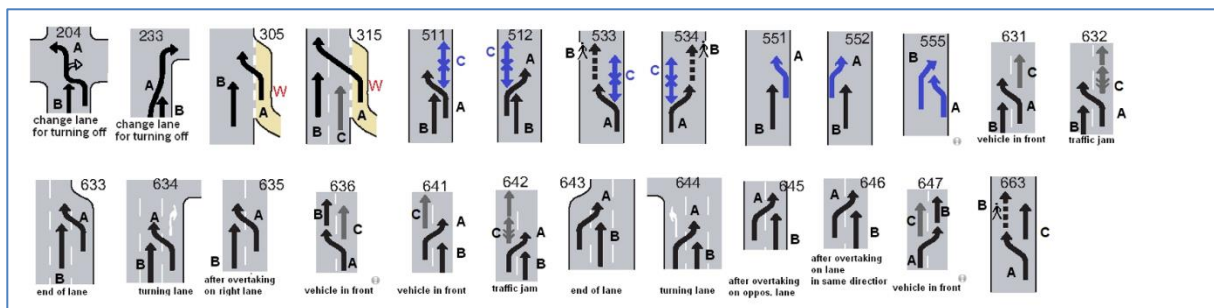 204 233 305 315 511 512 533 534 551 552 555 631 632
A
B
change lane
for turning off
A
B
change lane
for turning off
B
A
W
B
C
A
W
C
B
A
C
B
A
B
C
A
B
C
A
A
B
A
B
B
A
C
B
A
vehicle in front
C
B
A
traffic jam
633 634 635 636 641 642 643 644 645 646 647 663
A
B
end of lane
A
B
turning lane
A
B
after overtaking
on right lane
B
C
A
vehicle in front
C
A
B
vehicle in front
C
A
B
traffic jam
A
B
end of lane
A
B
turning lane
A
B
after overtaking
on oppos. lane
A
B
after overtaking
on lane
in same direction
C
B
A
vehicle in front
B
C
A